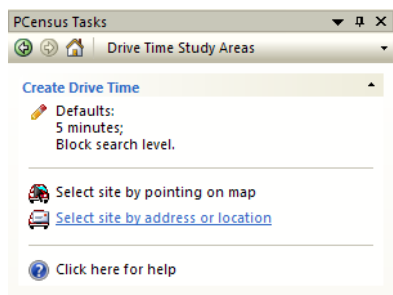 PCensus Tasks
Drive Time Study Areas
Create Drive Time
Defaults:
5 minutes;
Block search level.
Select site by pointing on map
Select site by address or location
Click here for help